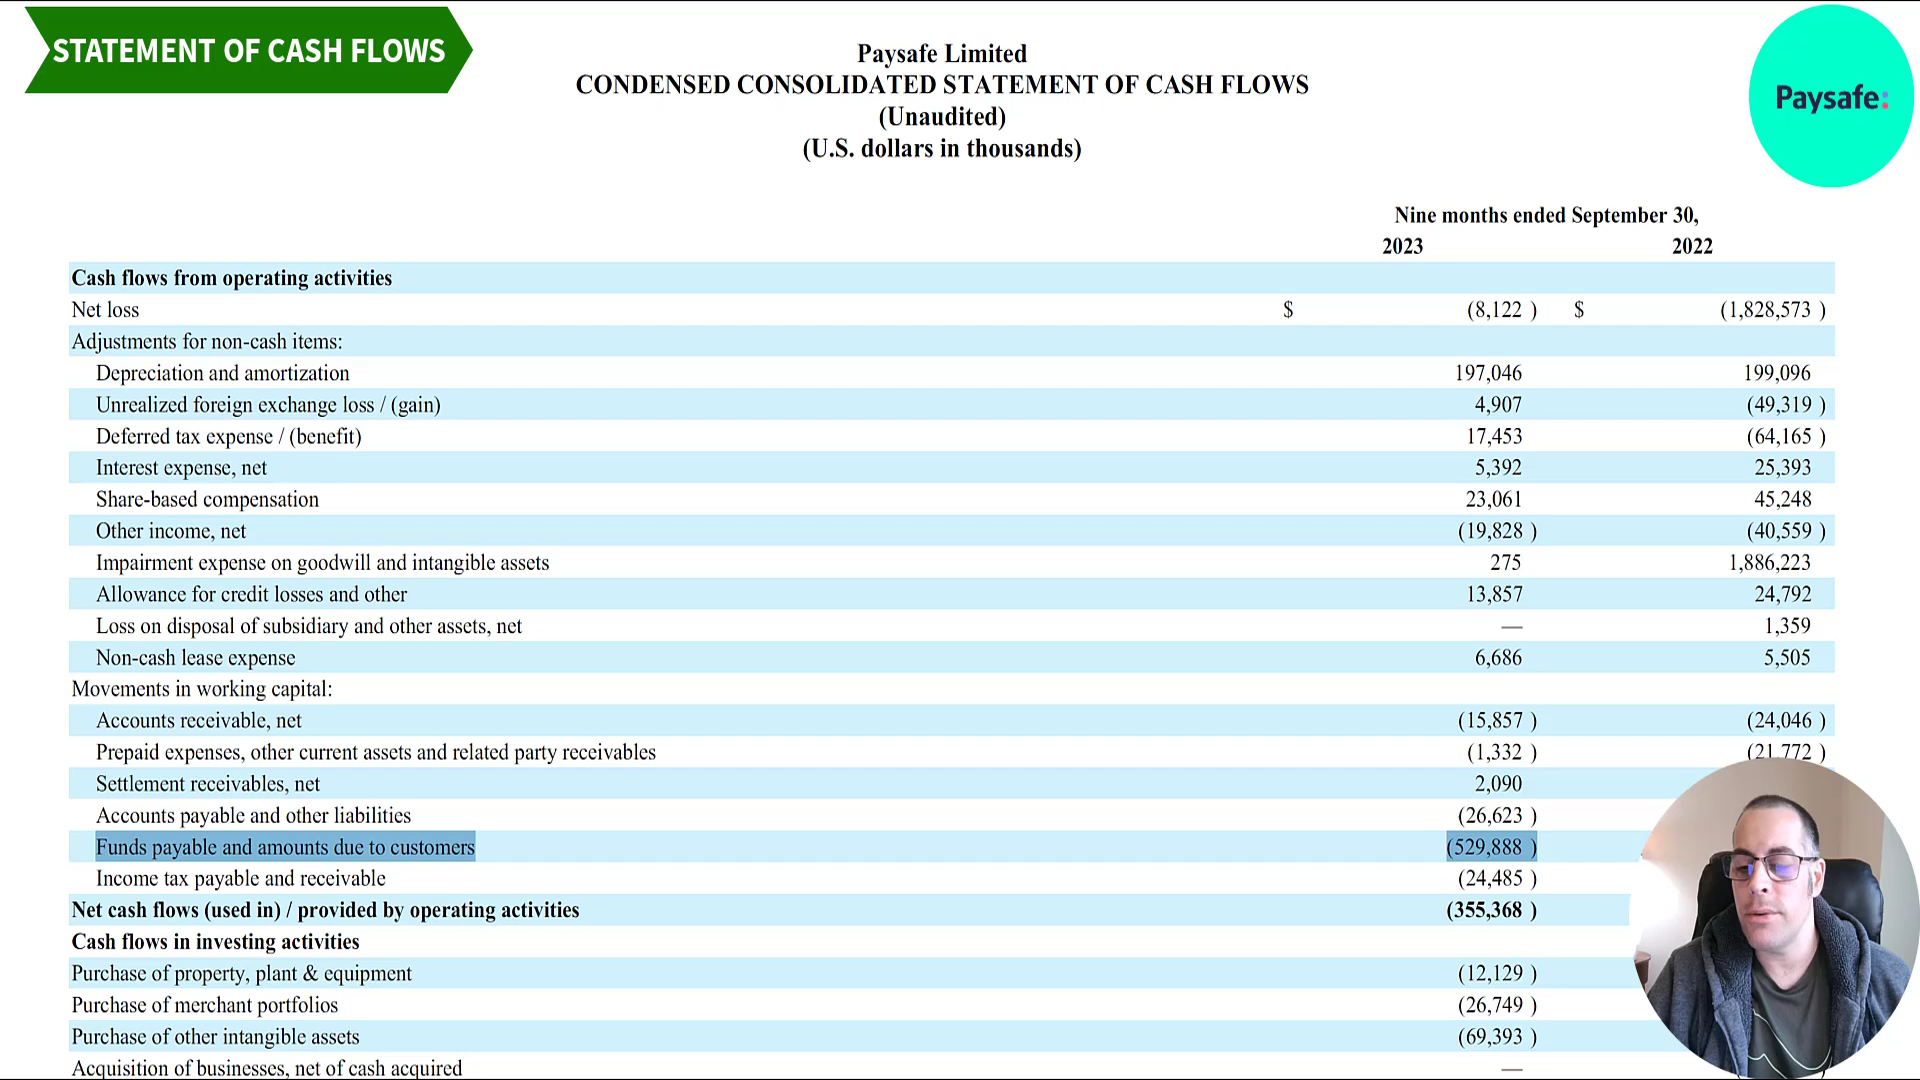 STATEMENT OF CASH FLOWS
Paysafe Limited
CONDENSED CONSOLIDATED STATEMENT OF CASH FLOWS
(Unaudited)
(U.S. dollars in thousands)
Paysafe:
Nine months ended September 30,
2023 2022
Cash flows from operating activities
Net loss $ (8,122 ) $ (1,828,573 )
Adjustments for non-cash items:
Depreciation and amortization 197,046 199,096
Unrealized foreign exchange loss / (gain) 4,907 (49,319 )
Deferred tax expense / (benefit) 17,453 (64,165 )
Interest expense, net 5,392 25,393
Share-based compensation 23,061 45,248
Other income, net (19,828 ) (40,559 )
Impairment expense on goodwill and intangible assets 275 1,886,223
Allowance for credit losses and other 13,857 24,792
Loss on disposal of subsidiary and other assets, net — 1,359
Non-cash lease expense 6,686 5,505
Movements in working capital:
Accounts receivable, net (15,857 ) (24,046 )
Prepaid expenses, other current assets and related party receivables (1,332 ) (21,772 )
Settlement receivables, net 2,090
Accounts payable and other liabilities (26,623 )
Funds payable and amounts due to customers (529,888 )
Income tax payable and receivable (24,485 )
Net cash flows (used in) / provided by operating activities (355,368 )
Cash flows in investing activities
Purchase of property, plant & equipment (12,129 )
Purchase of merchant portfolios (26,749 )
Purchase of other intangible assets (69,393 )
Acquisition of businesses, net of cash acquired —